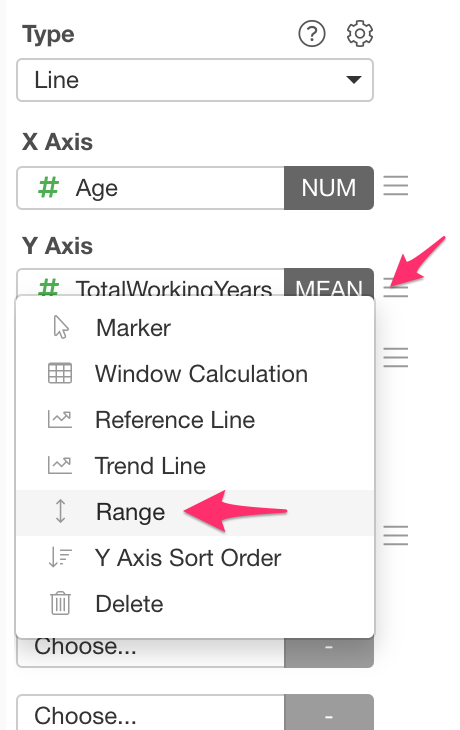 Type
?
Line
X Axis
# Age NUM
Y Axis
# TotalWorkingYears MEAN
Marker
Window Calculation
Reference Line
Trend Line
Range
Y Axis Sort Order
Delete
Choose... -
Choose... -